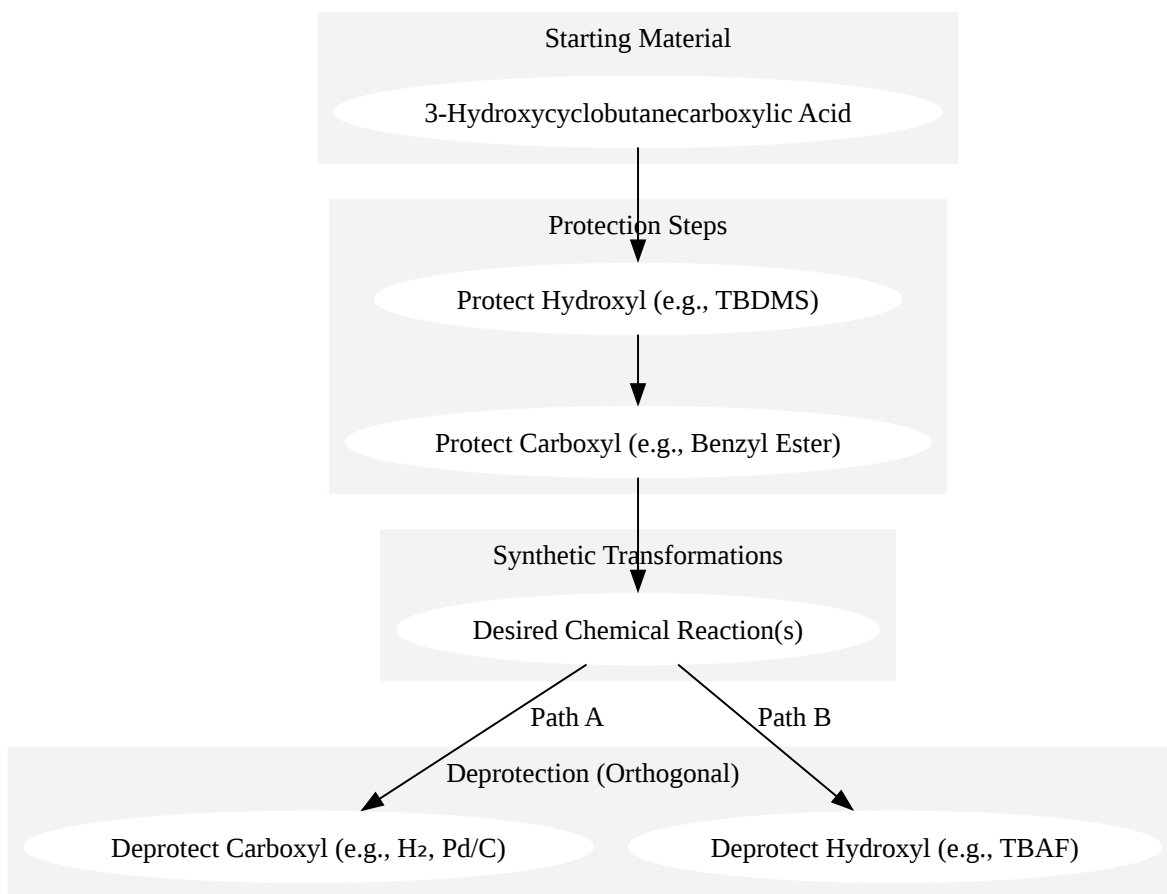 Starting Material
3-Hydroxycyclobutanecarboxylic Acid
Protection Steps
Protect Hydroxyl (e.g., TBDMS)
Protect Carboxyl (e.g., Benzyl Ester)
Synthetic Transformations
Desired Chemical Reaction(s)
Path A
Path B
Deprotection (Orthogonal)
Deprotect Carboxyl (e.g., H₂, Pd/C)
Deprotect Hydroxyl (e.g., TBAF)